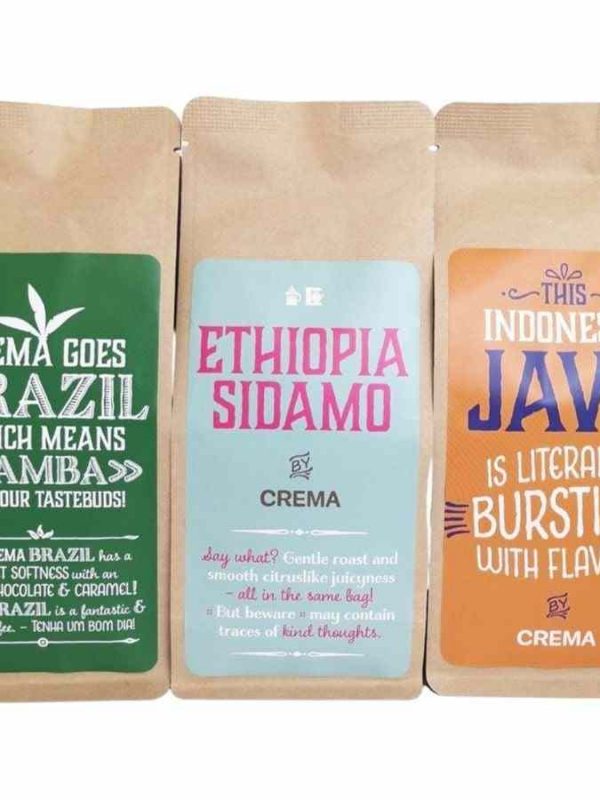 EMA GOES
RAZIL
ICH MEANS
AMBA»
OUR TASTEBUDS!
EMA BRAZIL has a
T SOFTNESS with an
HOCOLATE & CARAMEL!
RAZIL is a fantastic &
fee. – TENHA UM BOM DIA!
ETHIOPIA
SIDAMO
BY
CREMA
Say what? Gentle roast and
smooth citruslike juicyness
– all in the same bag!
But beware may contain
traces of kind thoughts.
THIS
INDONES
JAV
IS LITERAL
BURSTI
WITH FLAV
BY
CREMA